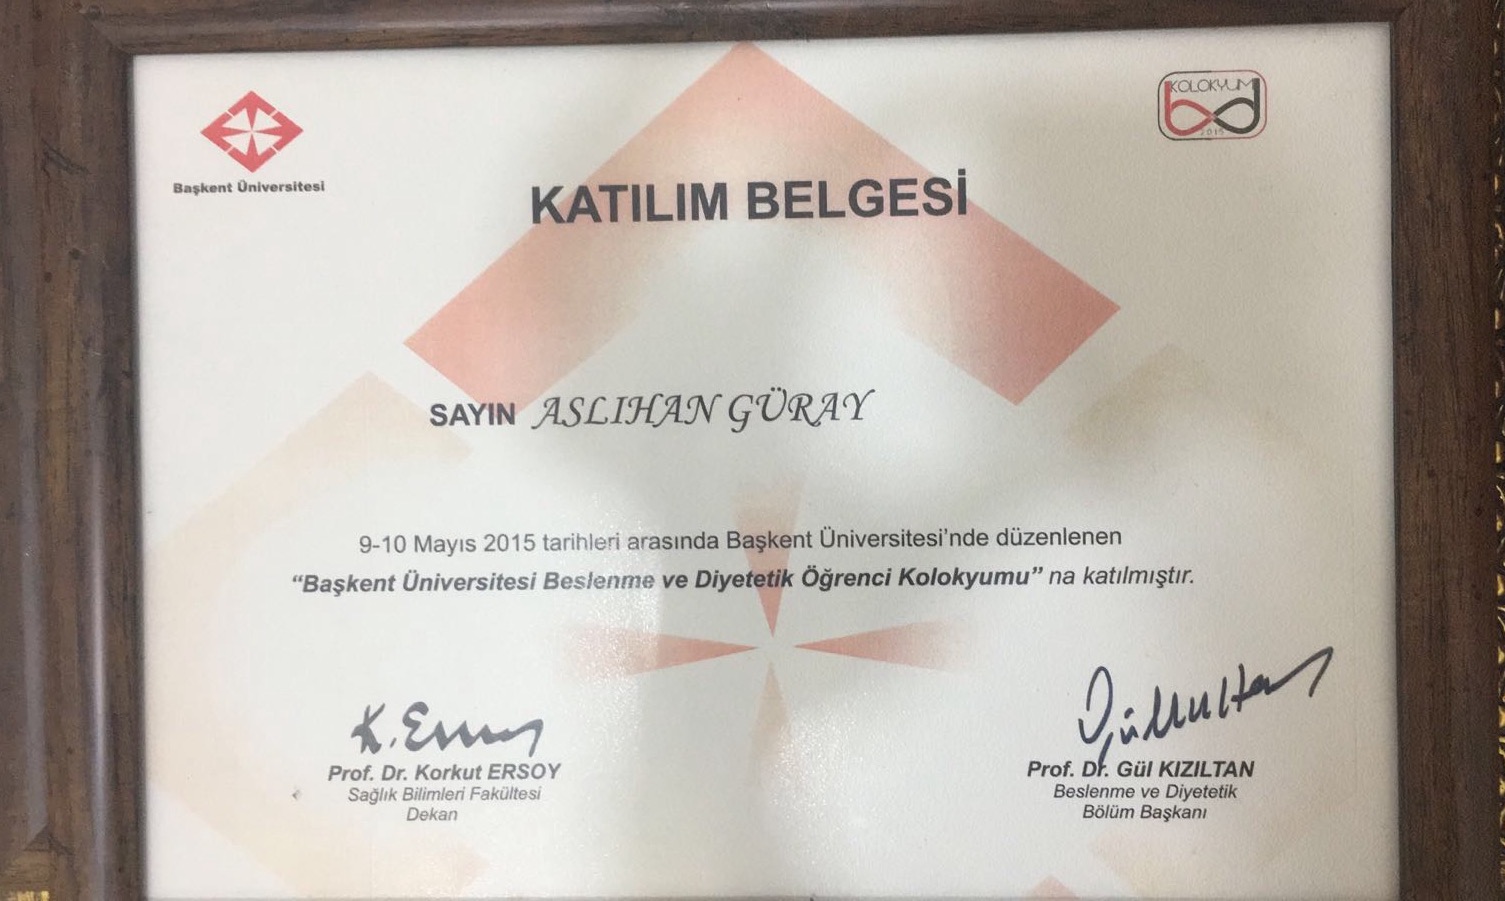 KOLOKYUM
2015
Başkent Üniversitesi
KATILIM BELGESİ
SAYIN ASLIHAN GÜRAY
9-10 Mayıs 2015 tarihleri arasında Başkent Üniversitesi'nde düzenlenen
“Başkent Üniversitesi Beslenme ve Diyetetik Öğrenci Kolokyumu” na katılmıştır.
K. Ersoy
Prof. Dr. Korkut ERSOY
Sağlık Bilimleri Fakültesi
Dekan
Prof. Dr. Gül KIZILTAN
Beslenme ve Diyetetik
Bölüm Başkanı